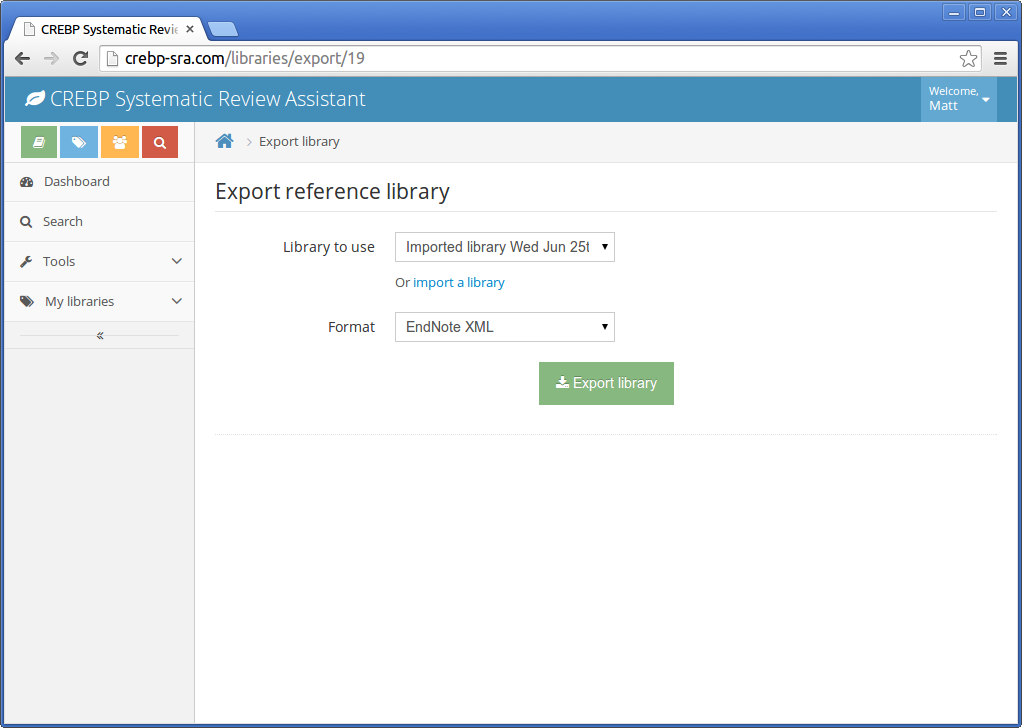 CREBP Systematic Revie
crebp-sra.com/libraries/export/19
CREBP Systematic Review Assistant
Welcome,
Matt
Export library
Dashboard
Search
Tools
My libraries
Export reference library
Library to use
Imported library Wed Jun 25t
Or import a library
Format
EndNote XML
Export library